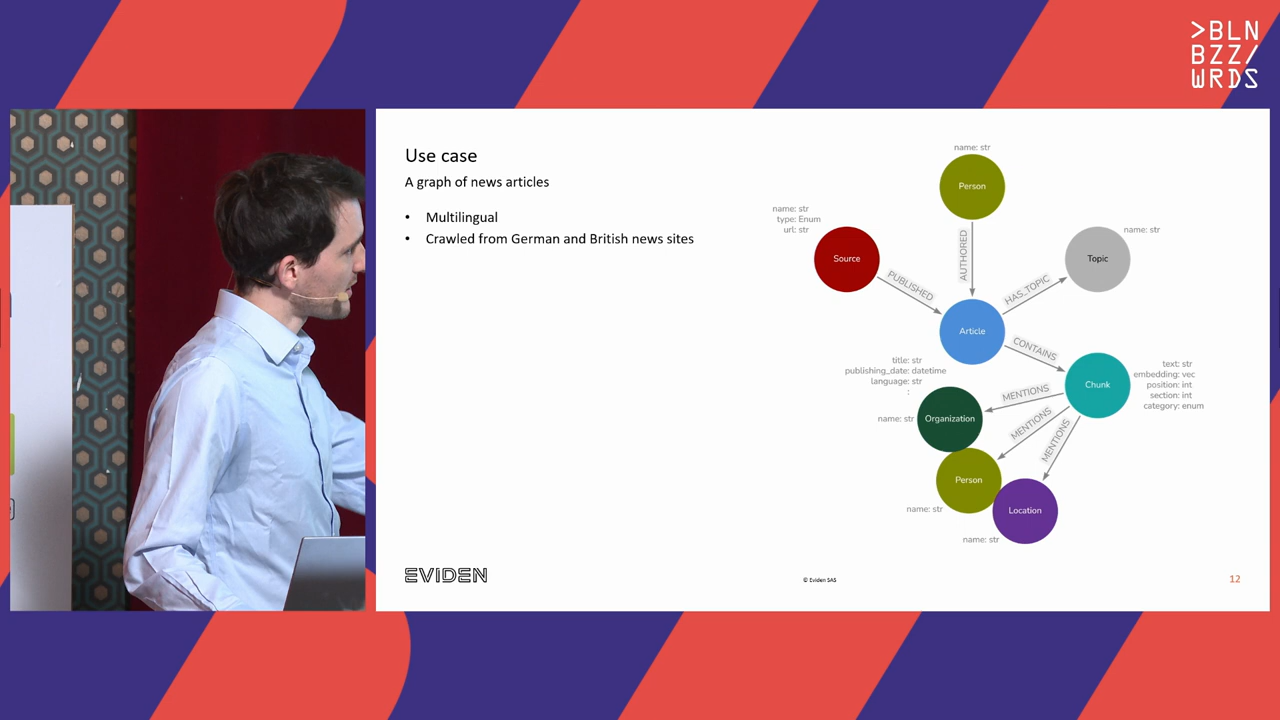 >BLN
BZZ/
WRDS
Use case
A graph of news articles
• Multilingual
• Crawled from German and British news sites
name: str
Person
name: str
type: Enum
url: str
Source
AUTHORED
name: str
Topic
PUBLISHED
HAS_TOPIC
Article
CONTAINS
title: str
publishing_date: datetime
language: str
:
Chunk
text: str
embedding: vec
position: int
section: int
category: enum
MENTIONS
MENTIONS
MENTIONS
name: str
Organization
Person
name: str
Location
name: str
EVIDEN
© Eviden SAS
12